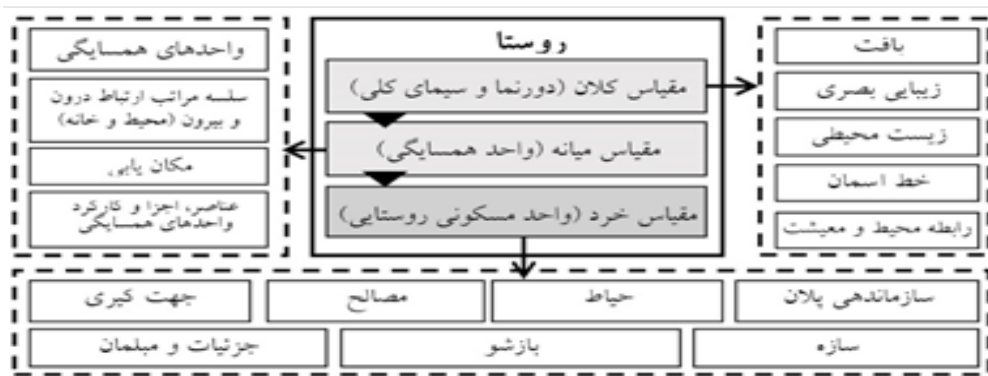 روستا
مقیاس کلان (دورنما و سیمای کلی)
مقیاس میانه (واحد همسایگی)
مقیاس خرد (واحد مسکونی روستایی)
بافت
زیبایی بصری
زیست محیطی
خط اسمان
رابطه محیط و معیشت
واحدهای همسایگی
سلسه مراتب ارتباط درون
و بیرون (محیط و خانه)
مکان یابی
عناصر، اجزا و کارکرد
واحدهای همسایگی
سازماندهی پلان
حیاط
مصالح
جهت گیری
سازه
بازشو
جزئیات و مبلمان